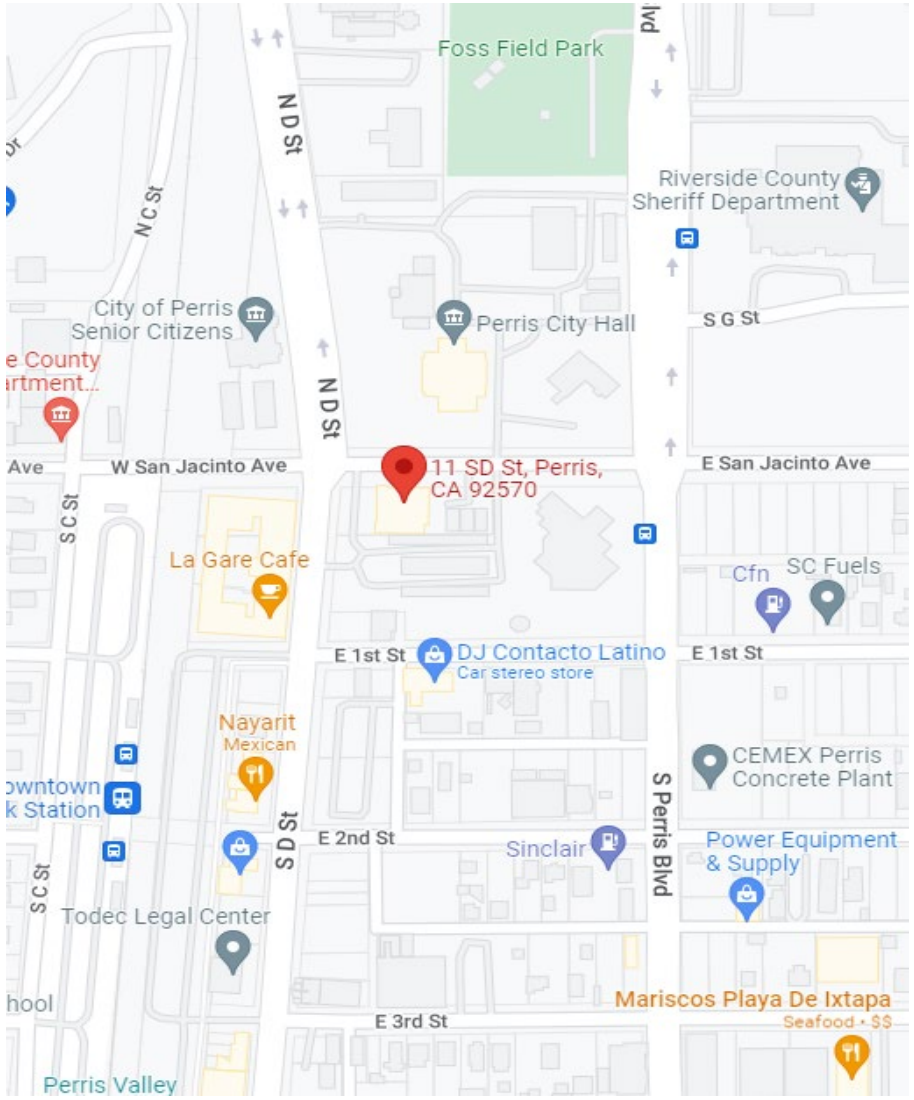 lvd
Foss Field Park
N D St
Riverside County
Sheriff Department
Dr
N C St
City of Perris
Senior Citizens
Perris City Hall
S G St
e County
artment...
N D St
Ave
W San Jacinto Ave
11 SD St, Perris,
CA 92570
E San Jacinto Ave
S C St
La Gare Cafe
Cfn
SC Fuels
E 1st St
DJ Contacto Latino
Car stereo store
E 1st St
Nayarit
Mexican
CEMEX Perris
Concrete Plant
owntown
k Station
S D St
E 2nd St
Sinclair
S Perris Blvd
Power Equipment
& Supply
S C St
Todec Legal Center
hool
Mariscos Playa De Ixtapa
Seafood • $$
E 3rd St
Perris Valley